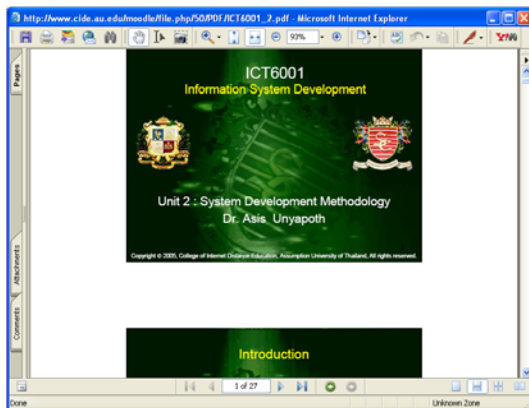 http://www.cide.au.edu/moodle/file.php/50/PDF/ICT6001_2.pdf - Microsoft Internet Explorer
93%
Pages
ICT6001
Information System Development
Unit 2 : System Development Methodology
Dr. Asis Unyapoth
Copyright © 2005, College of Internet Distance Education, Assumption University of Thailand, All rights reserved.
Attachments
Comments
Introduction
1 of 27
Done
Unknown Zone